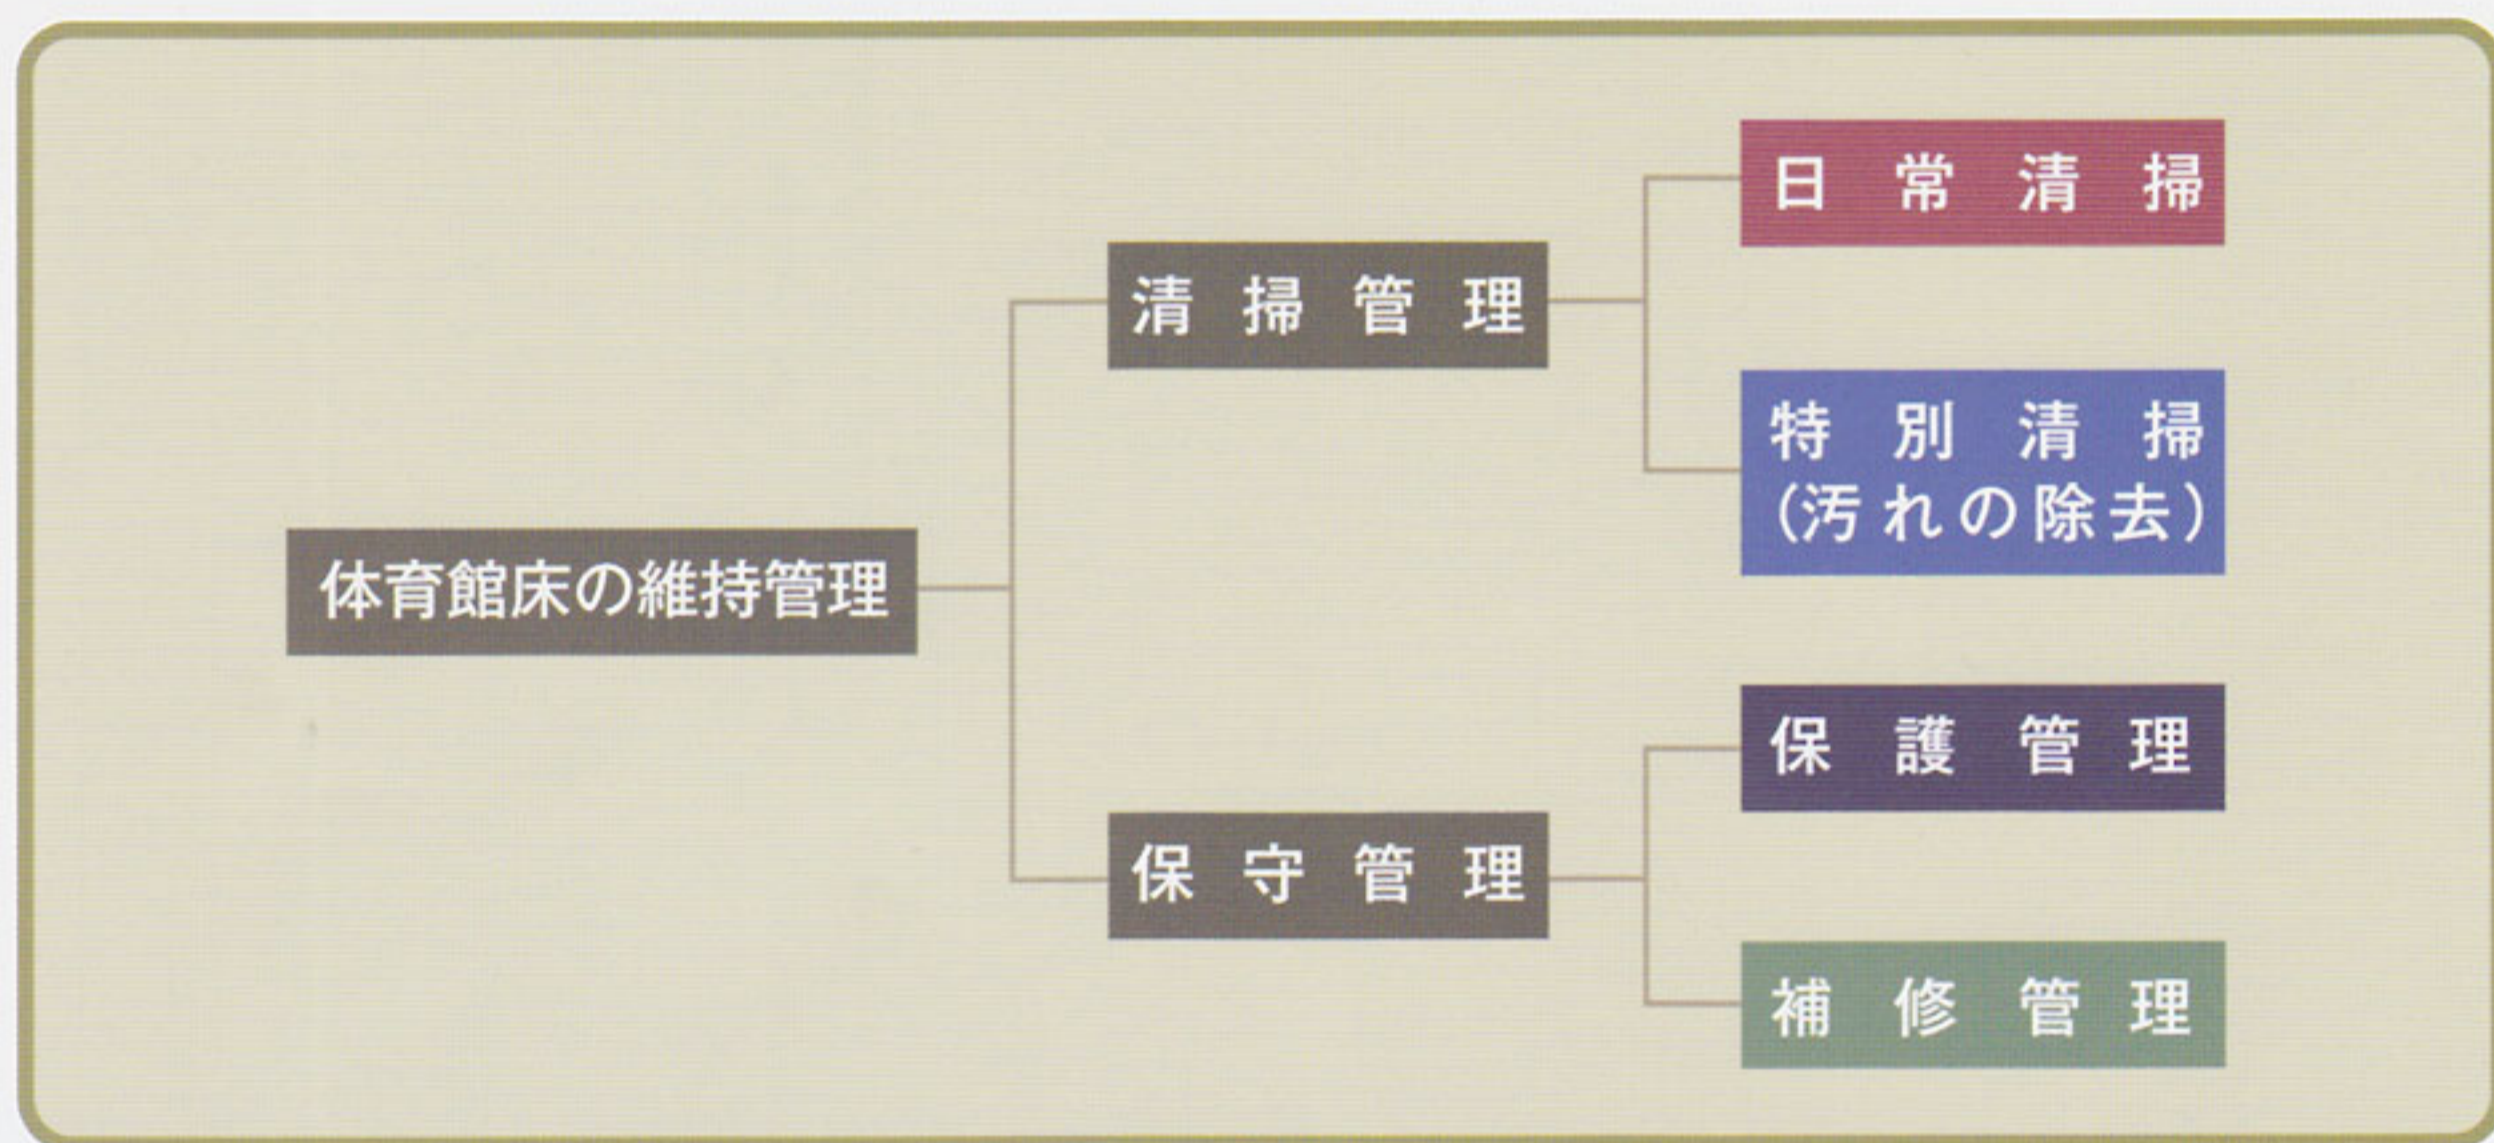 日常清掃
清掃管理
特別清掃
(汚れの除去)
体育館床の維持管理
保護管理
保守管理
補修管理